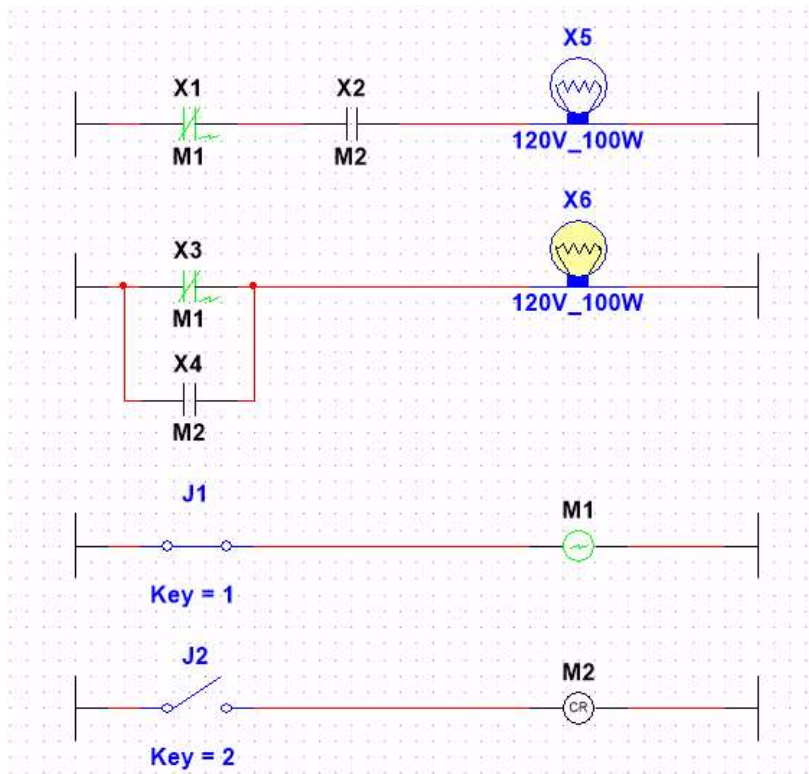 X5
X1 X2
M1 M2 120V_100W
X6
X3
M1 120V_100W
X4
M2
J1 M1
Key = 1
J2 M2
CR
Key = 2